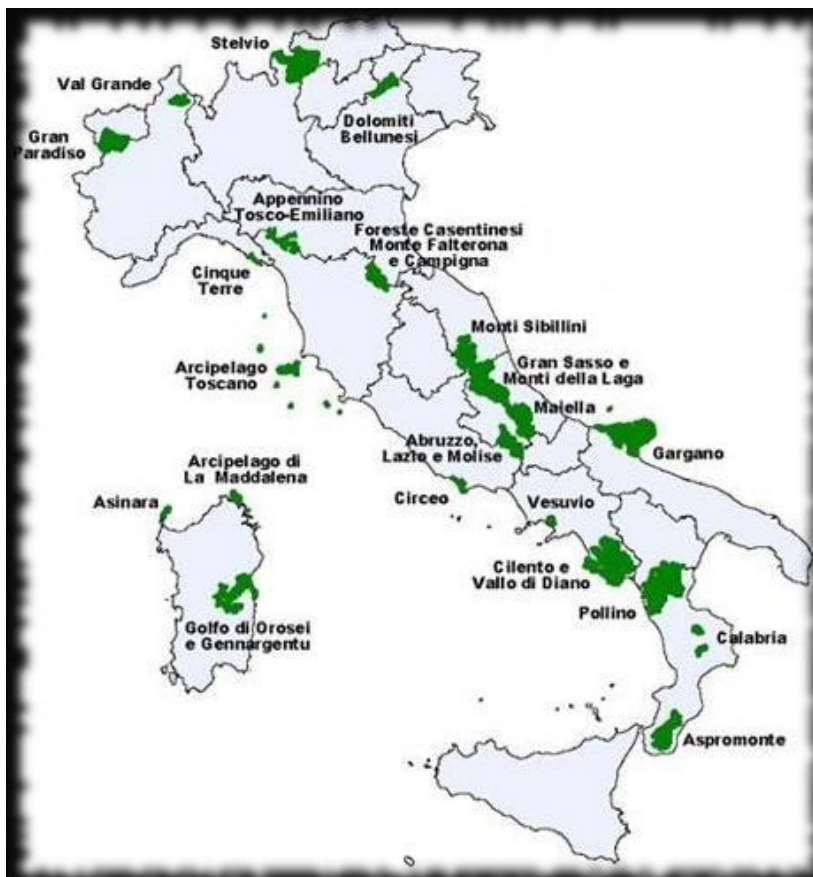 Stelvio
Val Grande
Dolomiti
Bellunesi
Gran
Paradiso
Appennino
Tosco-Emiliano
Foreste Casentinesi
Monte Falterona
e Campigna
Cinque
Terre
Monti Sibillini
Gran Sasso e
Monti della Laga
Arcipelago
Toscano
Maiella
Abruzzo,
Lazio e Molise
Gargano
Arcipelago di
La Maddalena
Asinara
Circeo
Vesuvio
Cilento e
Vallo di Diano
Pollino
Golfo di Orosei
e Gennargentu
Calabria
Aspromonte